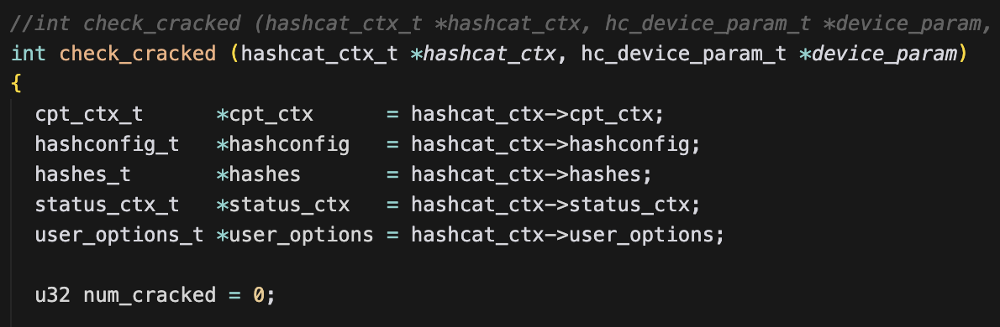 //int check_cracked (hashcat_ctx_t *hashcat_ctx, hc_device_param_t *device_param,
int check_cracked (hashcat_ctx_t *hashcat_ctx, hc_device_param_t *device_param)
{
  cpt_ctx_t      *cpt_ctx      = hashcat_ctx->cpt_ctx;
  hashconfig_t   *hashconfig   = hashcat_ctx->hashconfig;
  hashes_t       *hashes       = hashcat_ctx->hashes;
  status_ctx_t   *status_ctx   = hashcat_ctx->status_ctx;
  user_options_t *user_options = hashcat_ctx->user_options;
  u32 num_cracked = 0;